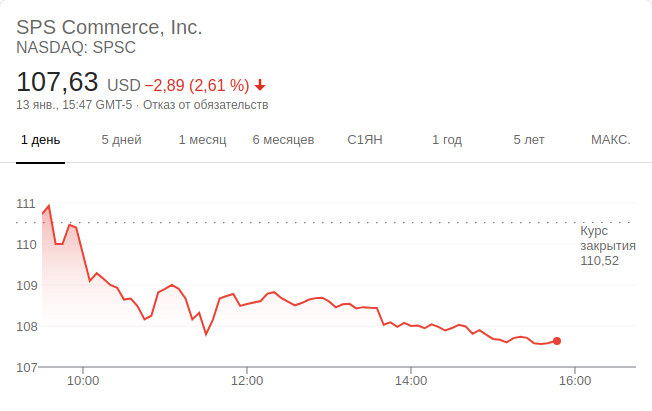 SPS Commerce, Inc.
NASDAQ: SPSC
107,63 USD −2,89 (2,61 %)
13 янв., 15:47 GMT-5 · Отказ от обязательств
1 день 5 дней 1 месяц 6 месяцев С1ЯН 1 год 5 лет МАКС.
111
110
109
108
107
Курс
закрытия
110,52
10:00 12:00 14:00 16:00